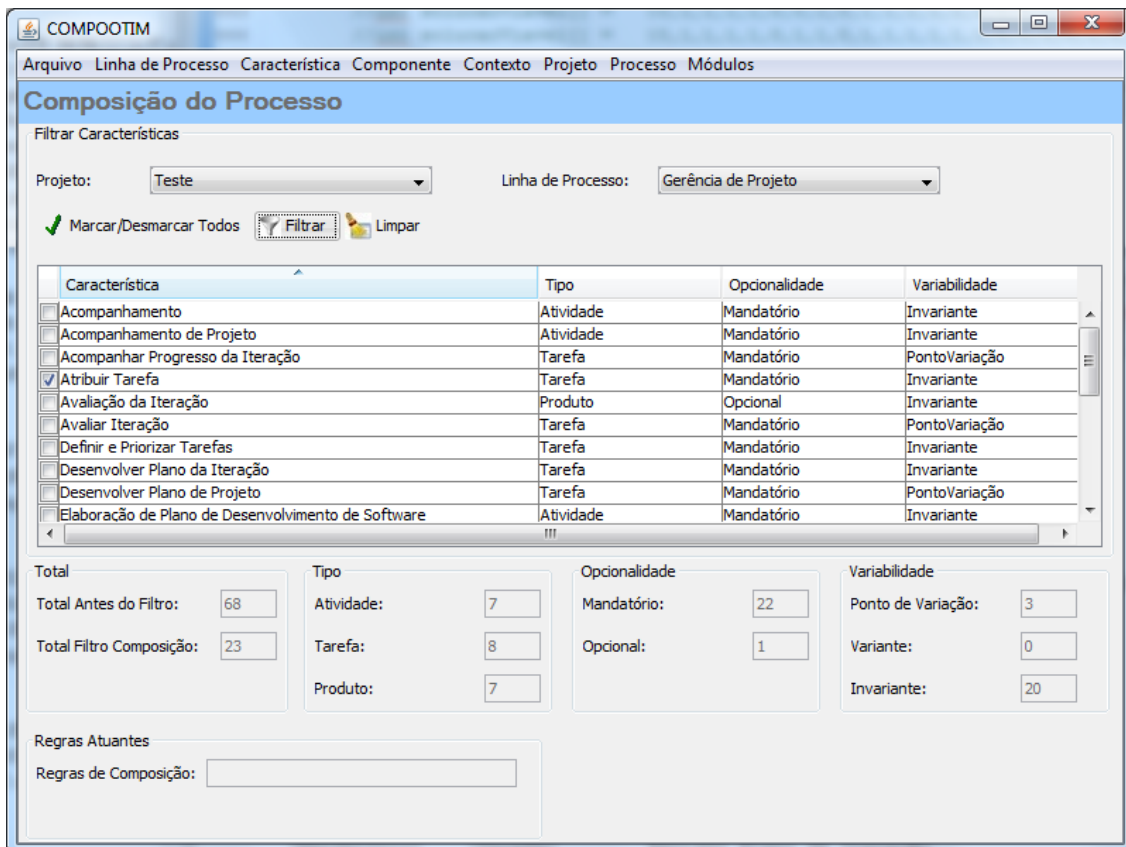 COMPOOTIM
Arquivo Linha de Processo Característica Componente Contexto Projeto Processo Módulos
Composição do Processo
Filtrar Características
Projeto: Teste Linha de Processo: Gerência de Projeto
Marcar/Desmarcar Todos Filtrar Limpar
Característica Tipo Opcionalidade Variabilidade
Acompanhamento Atividade Mandatório Invariante
Acompanhamento de Projeto Atividade Mandatório Invariante
Acompanhar Progresso da Iteração Tarefa Mandatório PontoVariação
Atribuir Tarefa Tarefa Mandatório Invariante
Avaliação da Iteração Produto Opcional Invariante
Avaliar Iteração Tarefa Mandatório PontoVariação
Definir e Priorizar Tarefas Tarefa Mandatório Invariante
Desenvolver Plano da Iteração Tarefa Mandatório Invariante
Desenvolver Plano de Projeto Tarefa Mandatório PontoVariação
Elaboração de Plano de Desenvolvimento de Software Atividade Mandatório Invariante
Total Tipo Opcionalidade Variabilidade
Total Antes do Filtro: 68 Atividade: 7 Mandatório: 22 Ponto de Variação: 3
Total Filtro Composição: 23 Tarefa: 8 Opcional: 1 Variante: 0
Produto: 7 Invariante: 20
Regras Atuantes
Regras de Composição: